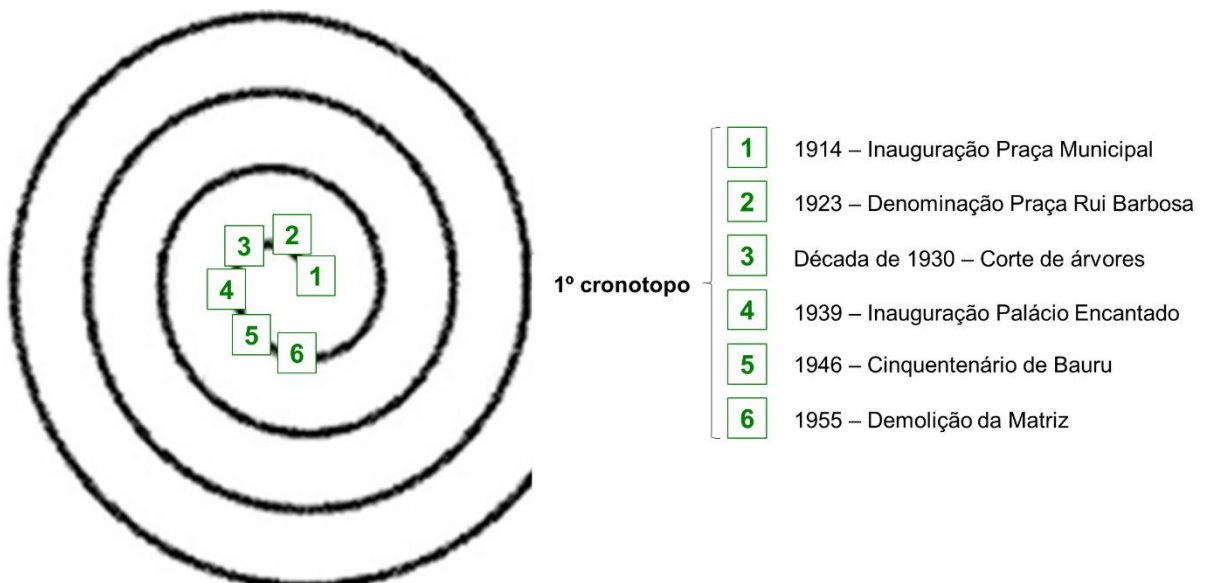 2
3
1
4
5
6
1º cronotopo
1 1914 – Inauguração Praça Municipal
2 1923 – Denominação Praça Rui Barbosa
3 Década de 1930 – Corte de árvores
4 1939 – Inauguração Palácio Encantado
5 1946 – Cinquentenário de Bauru
6 1955 – Demolição da Matriz